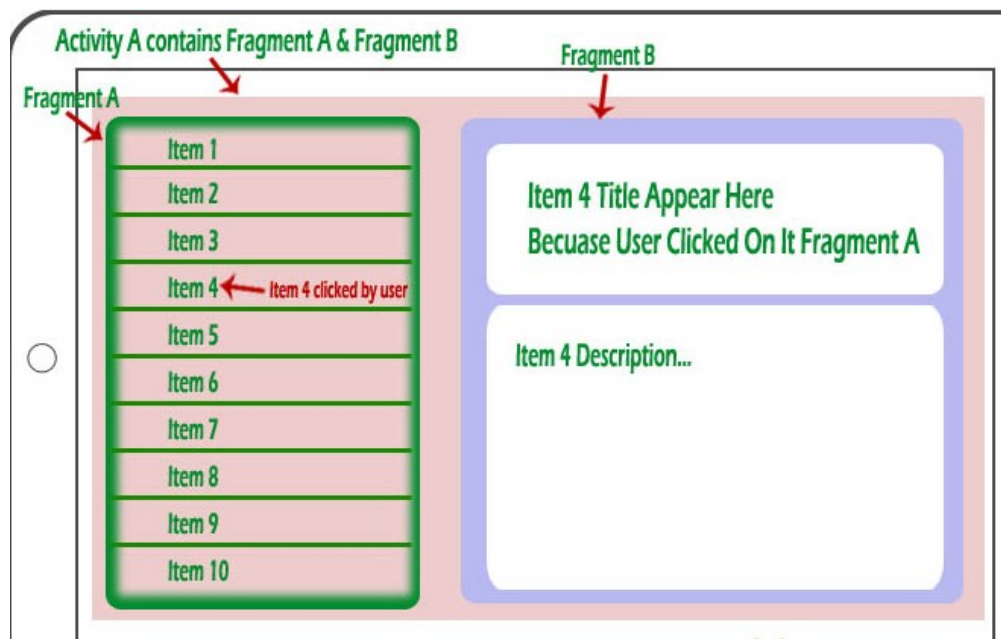 Activity A contains Fragment A & Fragment B
Fragment B
Fragment A
Item 1
Item 2
Item 3
Item 4
Item 4 clicked by user
Item 5
Item 6
Item 7
Item 8
Item 9
Item 10
Item 4 Title Appear Here
Becuase User Clicked On It Fragment A
Item 4 Description...